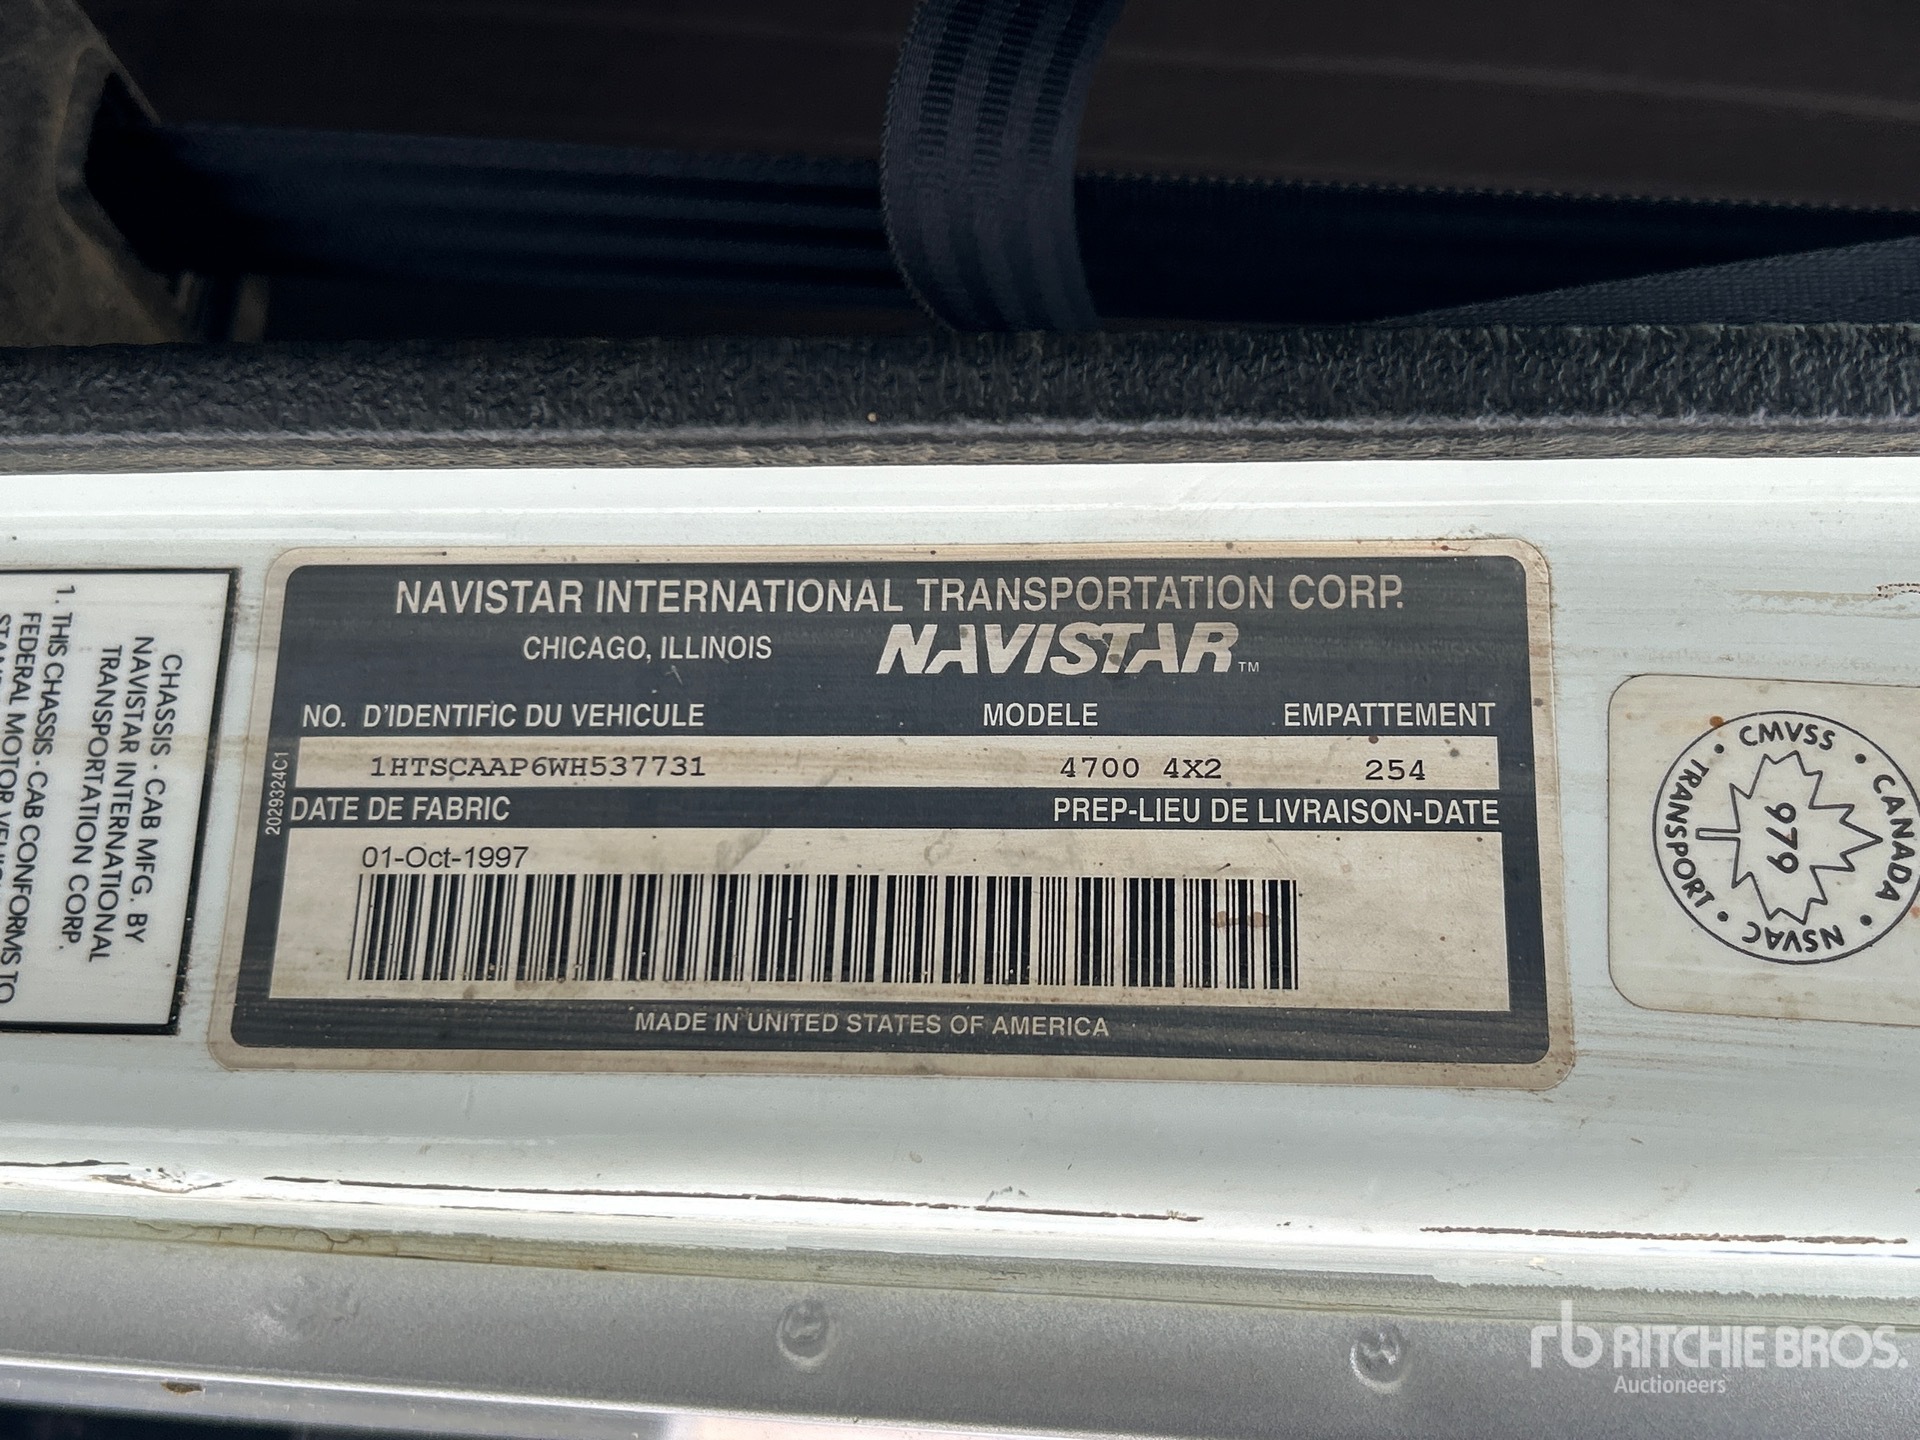 CHASSIS - CAB MFG. BY
NAVISTAR INTERNATIONAL
TRANSPORTATION CORP.
1. THIS CHASSIS - CAB CONFORMS TO
FEDERAL MOTOR VEHICLE
NAVISTAR INTERNATIONAL TRANSPORTATION CORP.
CHICAGO, ILLINOIS NAVISTAR TM
NO. D'IDENTIFIC DU VEHICULE MODELE EMPATTEMENT
1HTSCAAP6WH537731 4700 4X2 254
2029324C1
DATE DE FABRIC PREP-LIEU DE LIVRAISON-DATE
01-Oct-1997
MADE IN UNITED STATES OF AMERICA
CMVSS • CANADA • NSVAC • TRANSPORT •
979
rb RITCHIE BROS.
Auctioneers